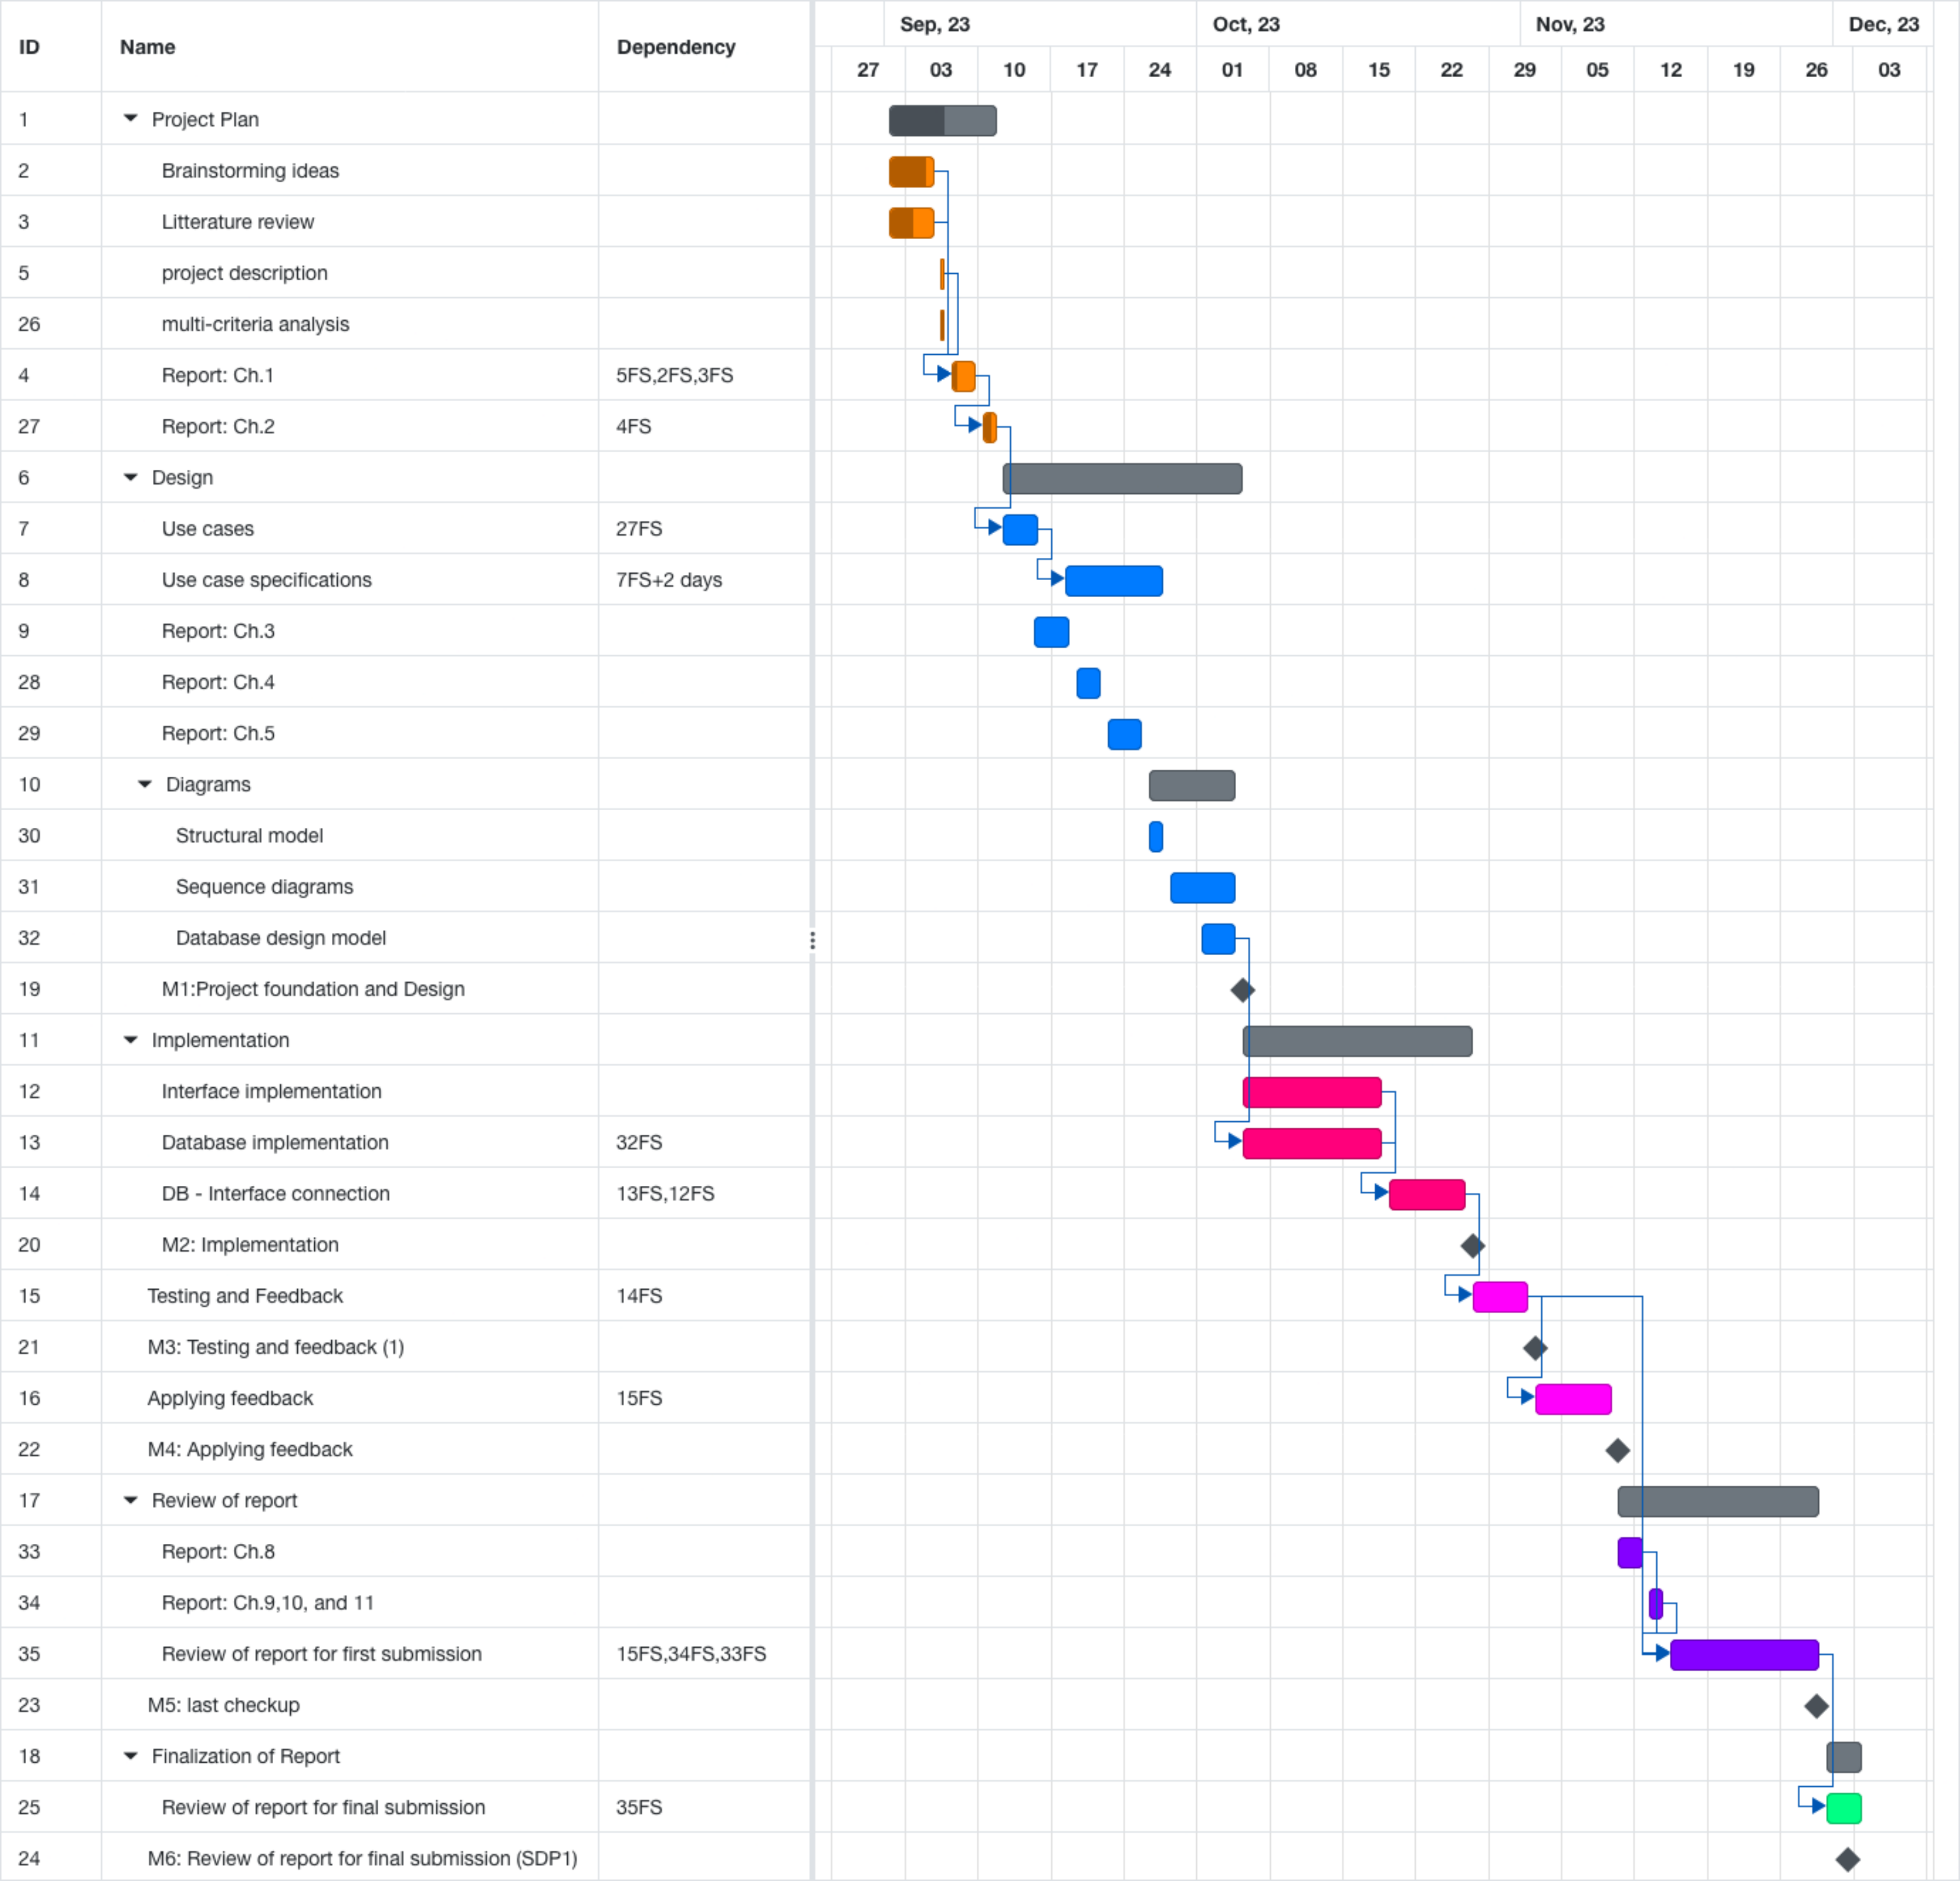 ID Name Dependency Sep, 23 Oct, 23 Nov, 23 Dec, 23
27 03 10 17 24 01 08 15 22 29 05 12 19 26 03
1 Project Plan
2 Brainstorming ideas
3 Litterature review
5 project description
26 multi-criteria analysis
4 Report: Ch.1 5FS,2FS,3FS
27 Report: Ch.2 4FS
6 Design
7 Use cases 27FS
8 Use case specifications 7FS+2 days
9 Report: Ch.3
28 Report: Ch.4
29 Report: Ch.5
10 Diagrams
30 Structural model
31 Sequence diagrams
32 Database design model
19 M1:Project foundation and Design
11 Implementation
12 Interface implementation
13 Database implementation 32FS
14 DB - Interface connection 13FS,12FS
20 M2: Implementation
15 Testing and Feedback 14FS
21 M3: Testing and feedback (1)
16 Applying feedback 15FS
22 M4: Applying feedback
17 Review of report
33 Report: Ch.8
34 Report: Ch.9,10, and 11
35 Review of report for first submission 15FS,34FS,33FS
23 M5: last checkup
18 Finalization of Report
25 Review of report for final submission 35FS
24 M6: Review of report for final submission (SDP1)